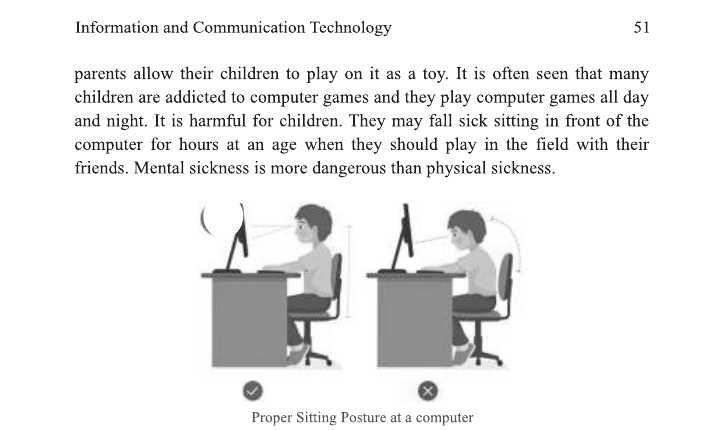 Information and Communication Technology 51
parents allow their children to play on it as a toy. It is often seen that many
children are addicted to computer games and they play computer games all day
and night. It is harmful for children. They may fall sick sitting in front of the
computer for hours at an age when they should play in the field with their
friends. Mental sickness is more dangerous than physical sickness.
Proper Sitting Posture at a computer